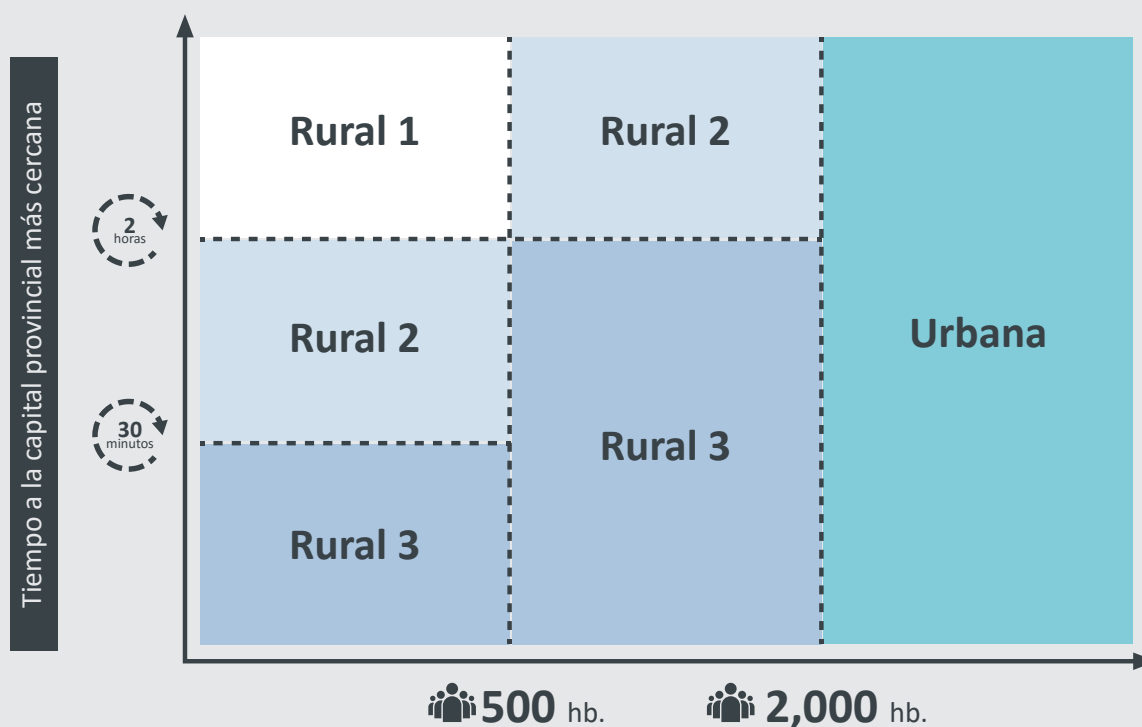 Tiempo a la capital provincial más cercana
Rural 1
Rural 2
2
horas
Rural 2
Urbana
30
minutos
Rural 3
Rural 3
500 hb.
2,000 hb.